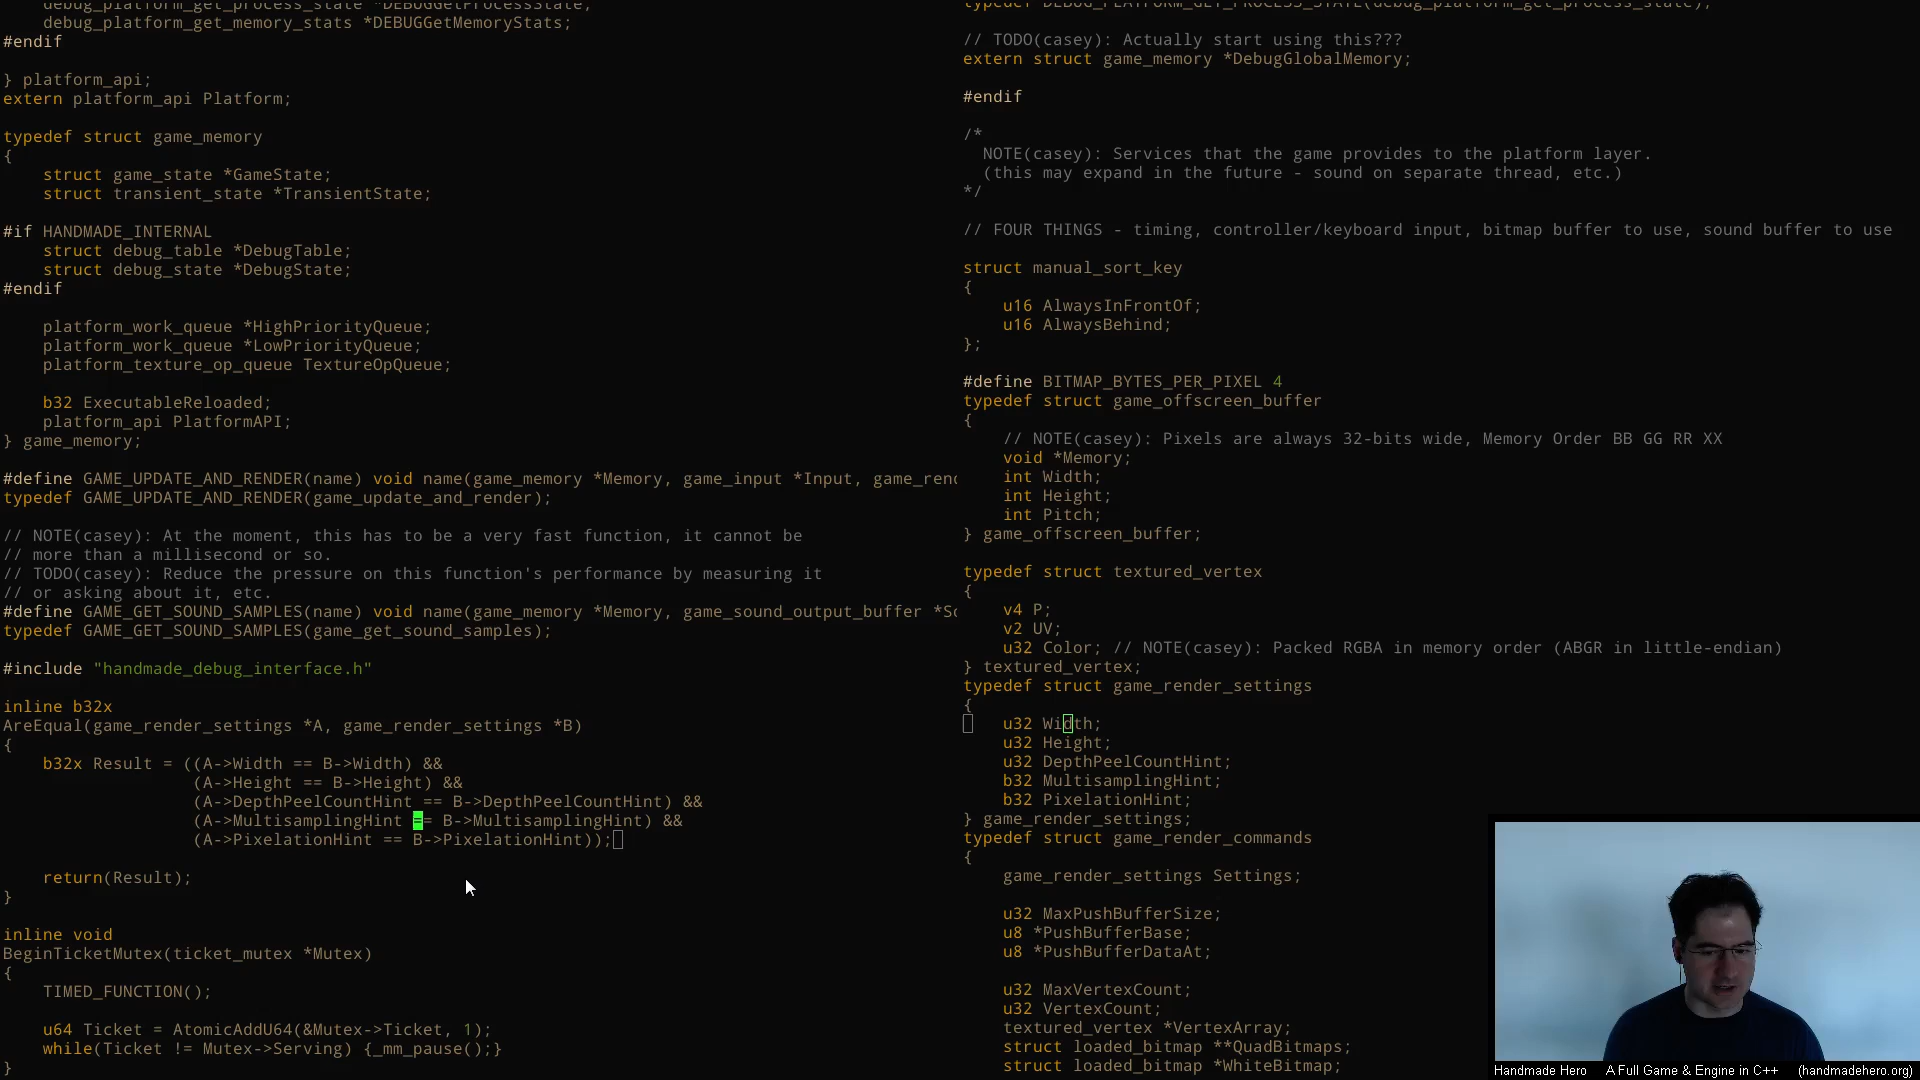 debug_platform_get_process_state *DEBUGGetProcessState;
    debug_platform_get_memory_stats *DEBUGGetMemoryStats;
#endif

} platform_api;
extern platform_api Platform;

typedef struct game_memory
{
    struct game_state *GameState;
    struct transient_state *TransientState;

#if HANDMADE_INTERNAL
    struct debug_table *DebugTable;
    struct debug_state *DebugState;
#endif

    platform_work_queue *HighPriorityQueue;
    platform_work_queue *LowPriorityQueue;
    platform_texture_op_queue TextureOpQueue;

    b32 ExecutableReloaded;
    platform_api PlatformAPI;
} game_memory;

#define GAME_UPDATE_AND_RENDER(name) void name(game_memory *Memory, game_input *Input, game_rend
typedef GAME_UPDATE_AND_RENDER(game_update_and_render);

// NOTE(casey): At the moment, this has to be a very fast function, it cannot be
// more than a millisecond or so.
// TODO(casey): Reduce the pressure on this function's performance by measuring it
// or asking about it, etc.
#define GAME_GET_SOUND_SAMPLES(name) void name(game_memory *Memory, game_sound_output_buffer *So
typedef GAME_GET_SOUND_SAMPLES(game_get_sound_samples);

#include "handmade_debug_interface.h"

inline b32x
AreEqual(game_render_settings *A, game_render_settings *B)
{
    b32x Result = ((A->Width == B->Width) &&
                   (A->Height == B->Height) &&
                   (A->DepthPeelCountHint == B->DepthPeelCountHint) &&
                   (A->MultisamplingHint == B->MultisamplingHint) &&
                   (A->PixelationHint == B->PixelationHint));

    return(Result);
}

inline void
BeginTicketMutex(ticket_mutex *Mutex)
{
    TIMED_FUNCTION();

    u64 Ticket = AtomicAddU64(&Mutex->Ticket, 1);
    while(Ticket != Mutex->Serving) {_mm_pause();}
}
typedef DEBUG_PLATFORM_GET_PROCESS_STATE(debug_platform_get_process_state);

// TODO(casey): Actually start using this???
extern struct game_memory *DebugGlobalMemory;

#endif

/*
  NOTE(casey): Services that the game provides to the platform layer.
  (this may expand in the future - sound on separate thread, etc.)
*/

// FOUR THINGS - timing, controller/keyboard input, bitmap buffer to use, sound buffer to use

struct manual_sort_key
{
    u16 AlwaysInFrontOf;
    u16 AlwaysBehind;
};

#define BITMAP_BYTES_PER_PIXEL 4
typedef struct game_offscreen_buffer
{
    // NOTE(casey): Pixels are always 32-bits wide, Memory Order BB GG RR XX
    void *Memory;
    int Width;
    int Height;
    int Pitch;
} game_offscreen_buffer;

typedef struct textured_vertex
{
    v4 P;
    v2 UV;
    u32 Color; // NOTE(casey): Packed RGBA in memory order (ABGR in little-endian)
} textured_vertex;
typedef struct game_render_settings
{
    u32 Width;
    u32 Height;
    u32 DepthPeelCountHint;
    b32 MultisamplingHint;
    b32 PixelationHint;
} game_render_settings;
typedef struct game_render_commands
{
    game_render_settings Settings;

    u32 MaxPushBufferSize;
    u8 *PushBufferBase;
    u8 *PushBufferDataAt;

    u32 MaxVertexCount;
    u32 VertexCount;
    textured_vertex *VertexArray;
    struct loaded_bitmap **QuadBitmaps;
    struct loaded_bitmap *WhiteBitmap;
Handmade Hero A Full Game & Engine in C++ (handmadehero.org)